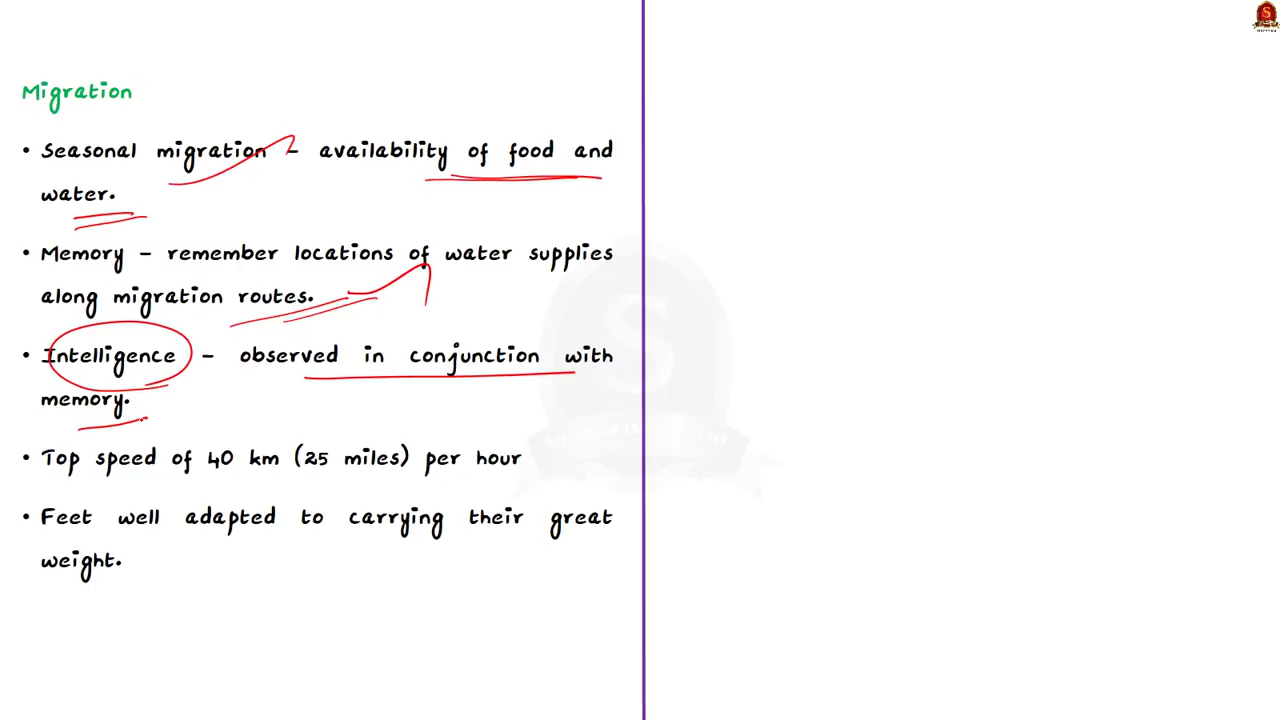 Migration
• Seasonal migration – availability of food and
water.
• Memory – remember locations of water supplies
along migration routes.
• Intelligence – observed in conjunction with
memory.
• Top speed of 40 km (25 miles) per hour
• Feet well adapted to carrying their great
weight.